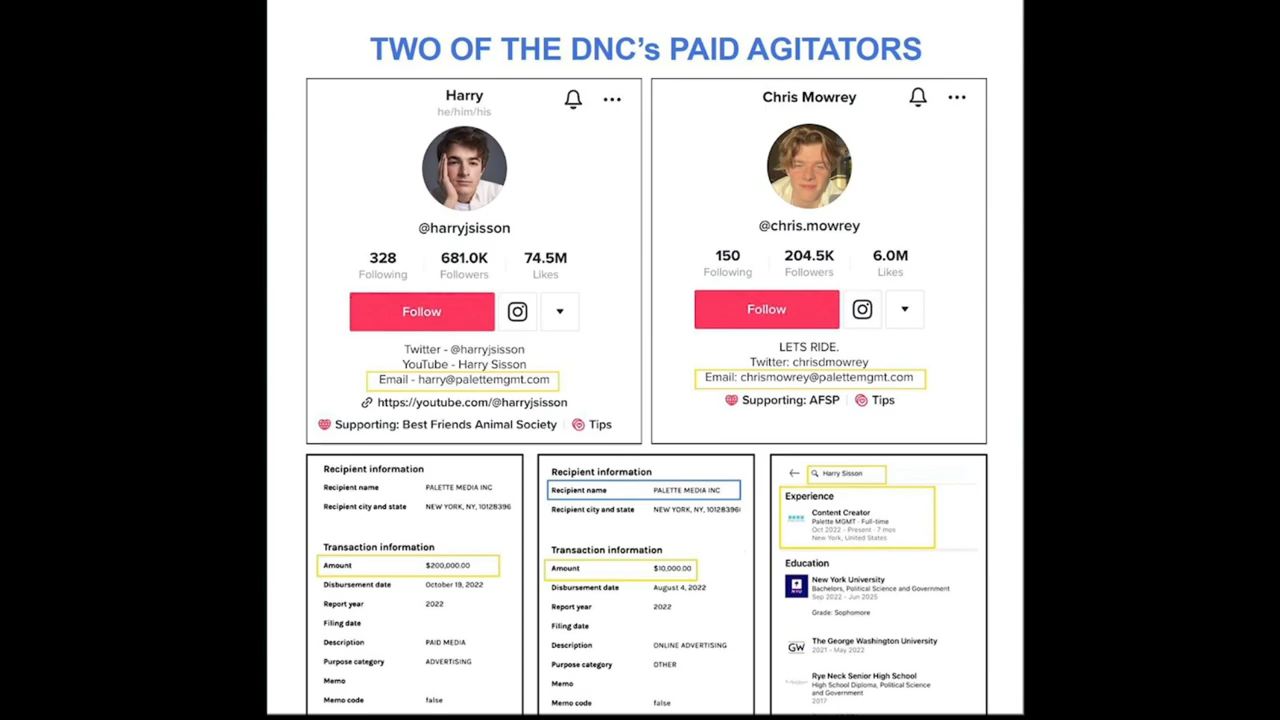 TWO OF THE DNC's PAID AGITATORS
Harry
he/him/his
@harryjsisson
328 681.0K 74.5M
Following Followers Likes
Follow
Twitter - @harryjsisson
YouTube - Harry Sisson
Email - harry@palettemgmt.com
https://youtube.com/@harryjsisson
Supporting: Best Friends Animal Society Tips
Chris Mowrey
@chris.mowrey
150 204.5K 6.0M
Following Followers Likes
Follow
LETS RIDE.
Twitter: chrisdmowrey
Email: chrismowrey@palettemgmt.com
Supporting: AFSP Tips
Recipient information
Recipient name PALETTE MEDIA INC
Recipient city and state NEW YORK, NY, 10128396
Transaction information
Amount $200,000.00
Disbursement date October 19, 2022
Report year 2022
Filing date
Description PAID MEDIA
Purpose category ADVERTISING
Memo
Memo code false
Recipient information
Recipient name PALETTE MEDIA INC
Recipient city and state NEW YORK, NY, 10128396
Transaction information
Amount $10,000.00
Disbursement date August 4, 2022
Report year 2022
Filing date
Description ONLINE ADVERTISING
Purpose category OTHER
Memo
Memo code false
Harry Sisson
Experience
Content Creator
Palette MGMT · Full-time
Oct 2022 - Present · 7 mos
New York, United States
Education
NYU
New York University
Bachelors, Political Science and Government
Sep 2022 - Jun 2025
Grade: Sophomore
GW
The George Washington University
2021 - May 2022
Rye Neck Senior High School
High School Diploma, Political Science
and Government
2017